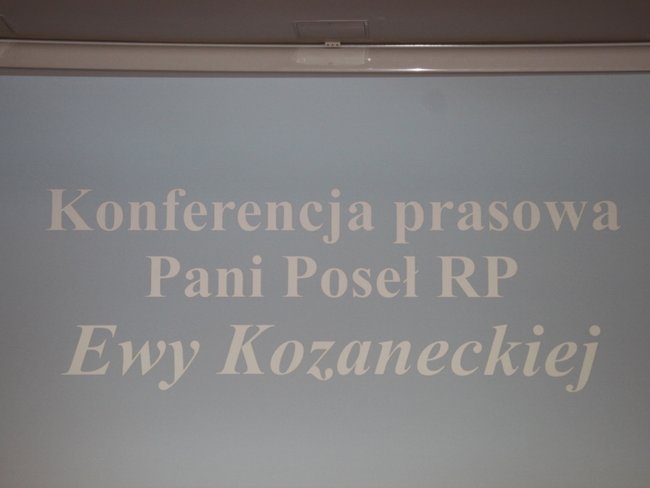 Konferencja prasowa
Pani Poseł RP
Ewy Kozaneckiej